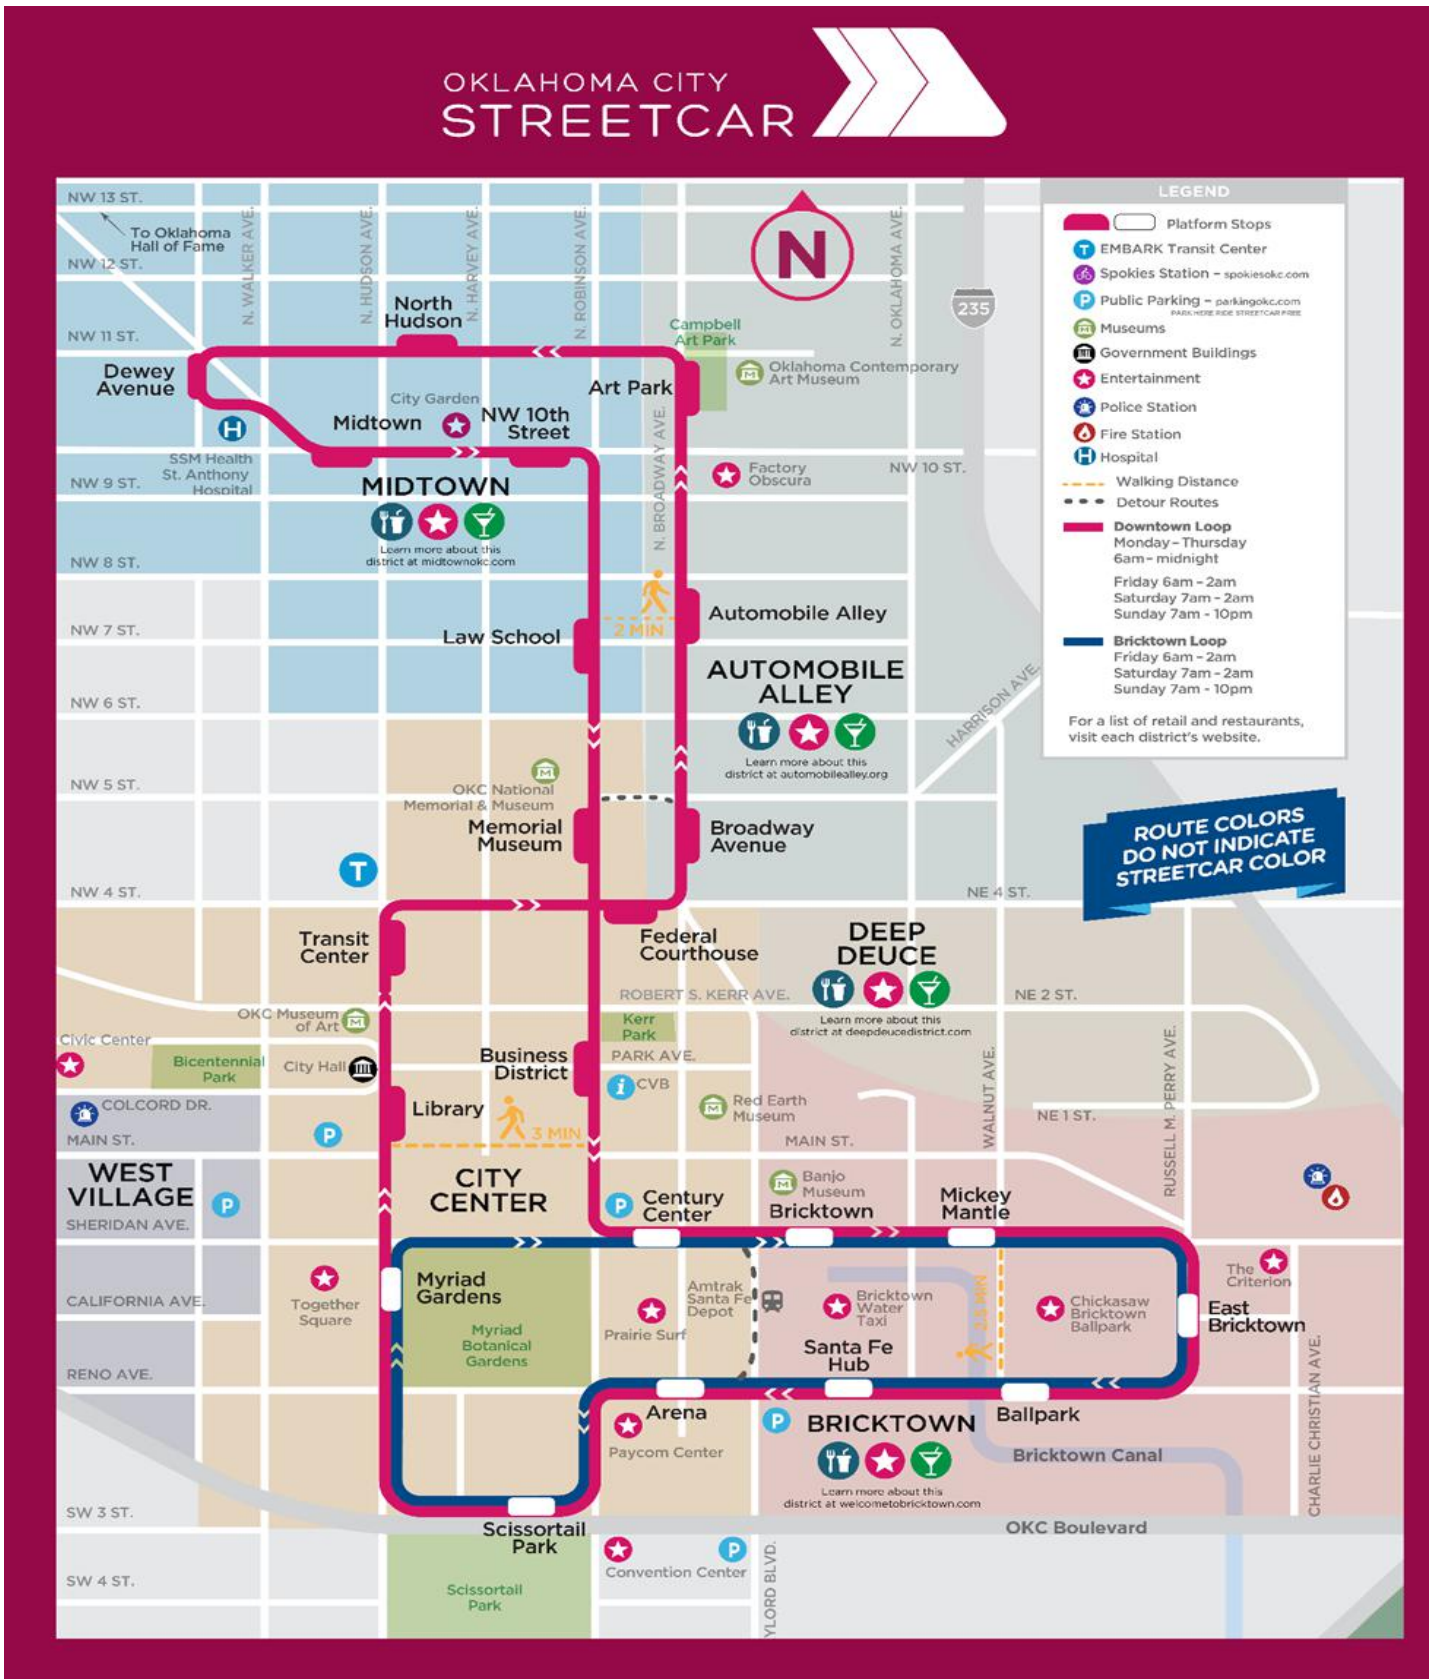 OKLAHOMA CITY
STREETCAR
NW 13 ST.
To Oklahoma
Hall of Fame
NW 12 ST.
N. WALKER AVE.
N. HUDSON AVE.
N. HARVEY AVE.
N. ROBINSON AVE.
N
N. OKLAHOMA AVE.
235
North
Hudson
NW 11 ST.
Campbell
Art Park
Dewey
Avenue
Art Park
M
Oklahoma Contemporary
Art Museum
City Garden
Midtown
NW 10th
Street
H
SSM Health
St. Anthony
Hospital
N. BROADWAY AVE.
Factory
Obscura
NW 10 ST.
NW 9 ST.
MIDTOWN
Learn more about this
district at midtownokc.com
NW 8 ST.
2 MIN
Automobile Alley
NW 7 ST.
Law School
AUTOMOBILE
ALLEY
Learn more about this
district at automobilealley.org
NW 6 ST.
HARRISON AVE.
NW 5 ST.
M
OKC National
Memorial & Museum
Memorial
Museum
Broadway
Avenue
T
NW 4 ST.
NE 4 ST.
Transit
Center
Federal
Courthouse
DEEP
DEUCE
Learn more about this
district at deepdeucedistrict.com
ROBERT S. KERR AVE.
NE 2 ST.
OKC Museum
of Art
M
Kerr
Park
Civic Center
Bicentennial
Park
City Hall
Business
District
PARK AVE.
i
CVB
COLCORD DR.
Library
3 MIN
M
Red Earth
Museum
NE 1 ST.
WALNUT AVE.
RUSSELL M. PERRY AVE.
MAIN ST.
P
MAIN ST.
WEST
VILLAGE
P
CITY
CENTER
P
Century
Center
M
Banjo
Museum
Bricktown
Mickey
Mantle
SHERIDAN AVE.
Myriad
Gardens
Together
Square
Amtrak
Santa Fe
Depot
Bricktown
Water
Taxi
2.5 MIN
Chickasaw
Bricktown
Ballpark
The
Criterion
East
Bricktown
CALIFORNIA AVE.
Myriad
Botanical
Gardens
Prairie Surf
Santa Fe
Hub
RENO AVE.
Arena
P
BRICKTOWN
Ballpark
Paycom Center
Bricktown Canal
CHARLIE CHRISTIAN AVE.
Learn more about this
district at welcometobricktown.com
SW 3 ST.
Scissortail
Park
OKC Boulevard
Convention Center
P
YLORD BLVD.
SW 4 ST.
Scissortail
Park
LEGEND
Platform Stops
T
EMBARK Transit Center
Spokies Station – spokiesokc.com
P
Public Parking – parkingokc.com
PARK HERE RIDE STREETCAR FREE
M
Museums
Government Buildings
Entertainment
Police Station
Fire Station
H
Hospital
Walking Distance
Detour Routes
Downtown Loop
Monday – Thursday
6am – midnight
Friday 6am – 2am
Saturday 7am – 2am
Sunday 7am - 10pm
Bricktown Loop
Friday 6am – 2am
Saturday 7am – 2am
Sunday 7am - 10pm
For a list of retail and restaurants,
visit each district's website.
ROUTE COLORS
DO NOT INDICATE
STREETCAR COLOR